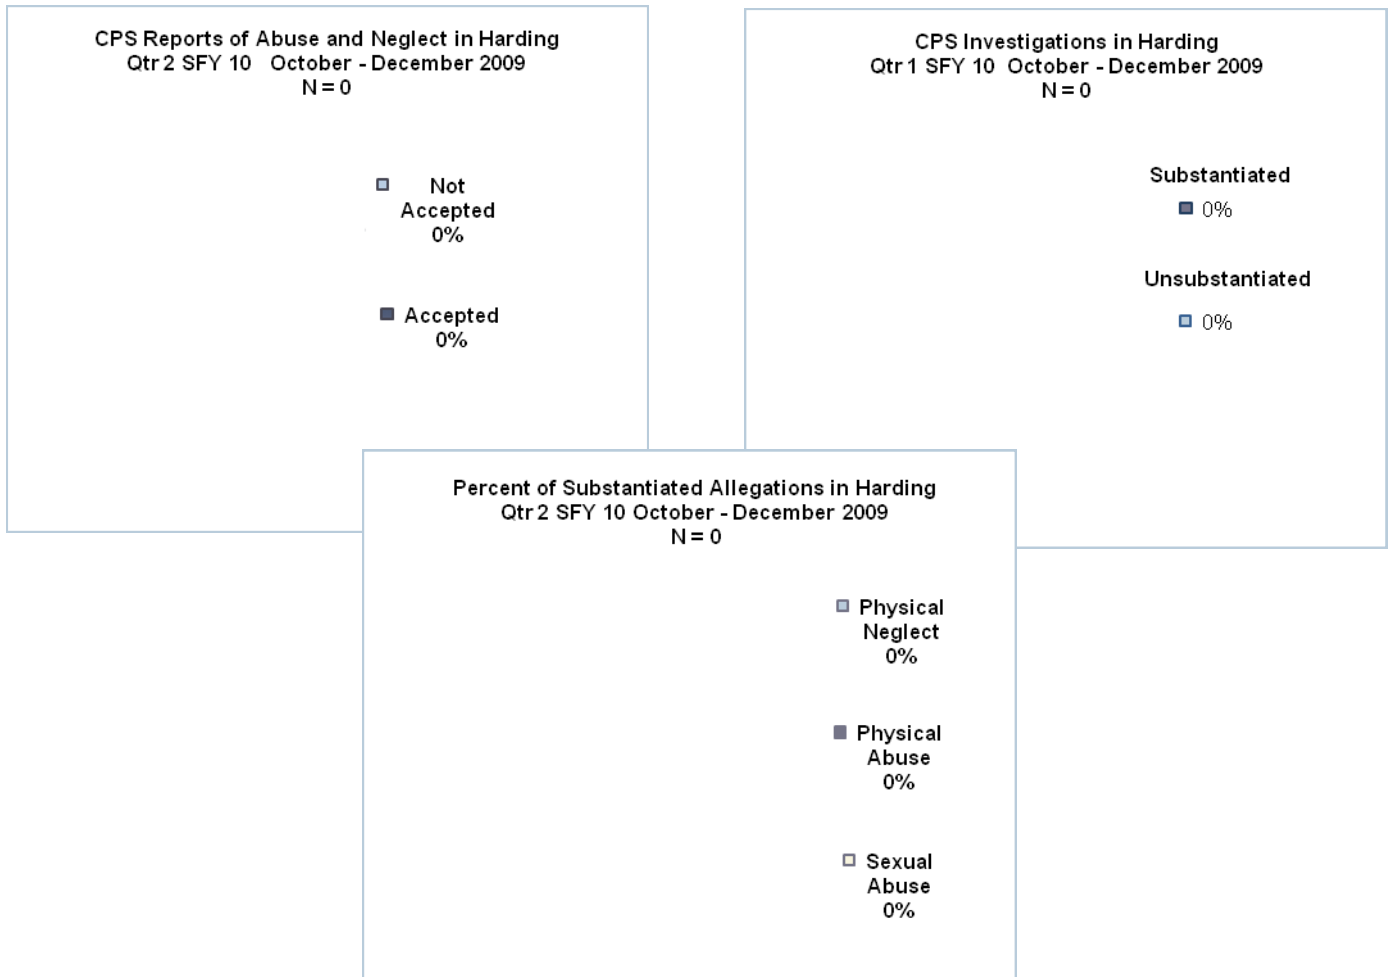 CPS Reports of Abuse and Neglect in Harding
Qtr 2 SFY 10 October - December 2009
N = 0
Not
Accepted
0%
Accepted
0%
CPS Investigations in Harding
Qtr 1 SFY 10 October - December 2009
N = 0
Substantiated
0%
Unsubstantiated
0%
Percent of Substantiated Allegations in Harding
Qtr 2 SFY 10 October - December 2009
N = 0
Physical
Neglect
0%
Physical
Abuse
0%
Sexual
Abuse
0%